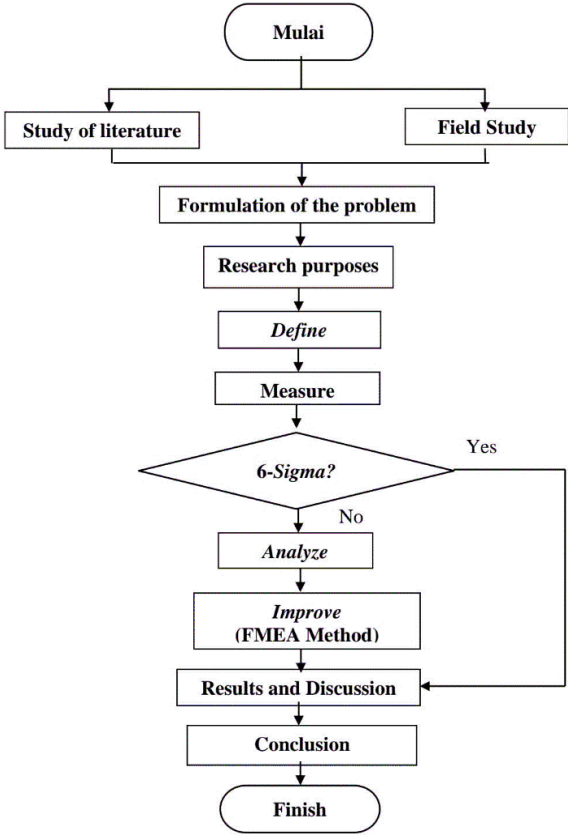 Mulai
Study of literature
Field Study
Formulation of the problem
Research purposes
Define
Measure
6-Sigma?
Yes
No
Analyze
Improve
(FMEA Method)
Results and Discussion
Conclusion
Finish